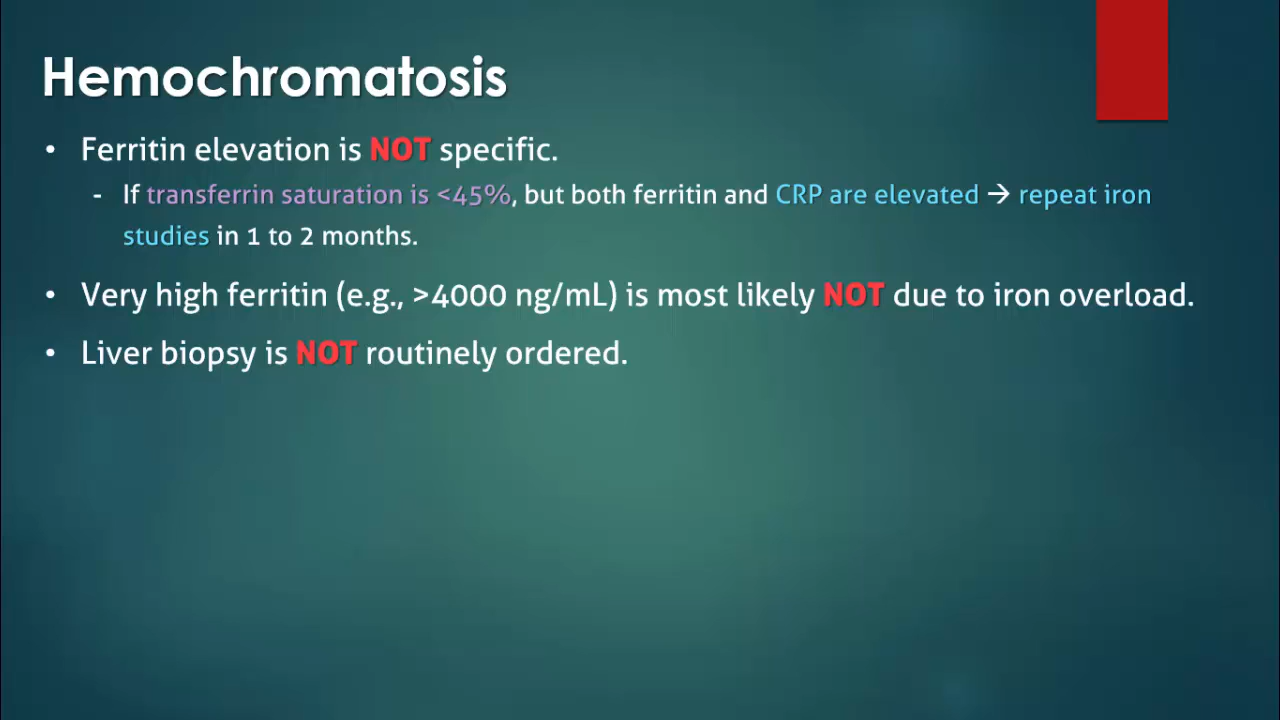 Hemochromatosis
• Ferritin elevation is NOT specific.
- If transferrin saturation is <45%, but both ferritin and CRP are elevated → repeat iron
studies in 1 to 2 months.
• Very high ferritin (e.g., >4000 ng/mL) is most likely NOT due to iron overload.
• Liver biopsy is NOT routinely ordered.